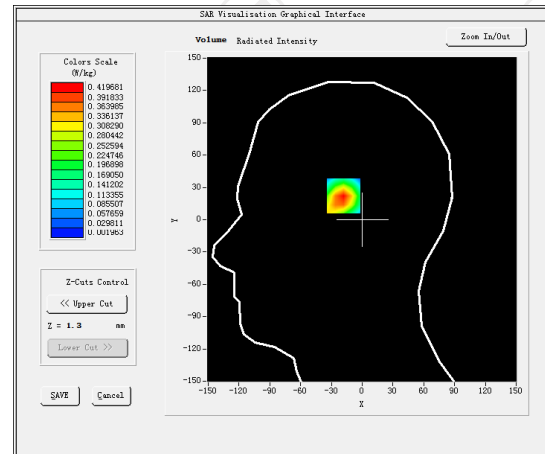 SAR Visualisation Graphical Interface
Volume Radiated Intensity
Zoom In/Out
Colors Scale
(W/kg)
0.419681
0.391833
0.363985
0.336137
0.308290
0.280442
0.252594
0.224746
0.196898
0.169050
0.141202
0.113355
0.085507
0.057659
0.029811
0.001963
Z-Cuts Control
<< Upper Cut
Z = 1.3 mm
Lower Cut >>
SAVE Cancel
150
120
90
60
30
0
-30
-60
-90
-120
-150
Y
-150 -120 -90 -60 -30 0 30 60 90 120 150
X